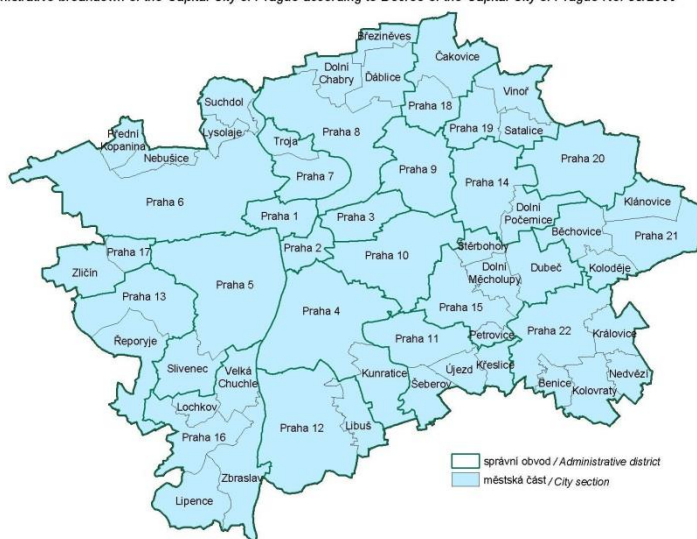 Březiněves
Dolní
Chabry
Ďáblice
Čakovice
Suchdol
Praha 18
Vinoř
Přední
Kopanina
Lysolaje
Praha 8
Praha 19
Satalice
Nebušice
Troja
Praha 9
Praha 20
Praha 7
Praha 14
Praha 6
Klánovice
Praha 1
Praha 3
Dolní
Počernice
Běchovice
Praha 21
Praha 17
Praha 2
Praha 10
Štěrbohory
Zličín
Dolní
Měcholupy
Dubeč
Koloděje
Praha 5
Praha 13
Praha 4
Praha 15
Praha 22
Královice
Řeporyje
Praha 11
Petrovice
Slivenec
Velká
Chuchle
Kunratice
Šeberov
Újezd
Křeslice
Benice
Kolovraty
Nedvězí
Lochkov
Praha 12
Libuš
Praha 16
Zbraslav
Lipence
správní obvod / Administrative district
městská část / City section